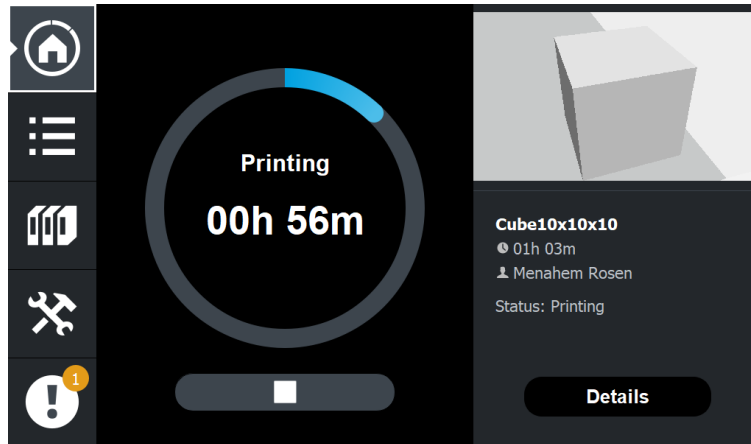 Printing
00h 56m
Cube10x10x10
01h 03m
Menahem Rosen
Status: Printing
Details
1